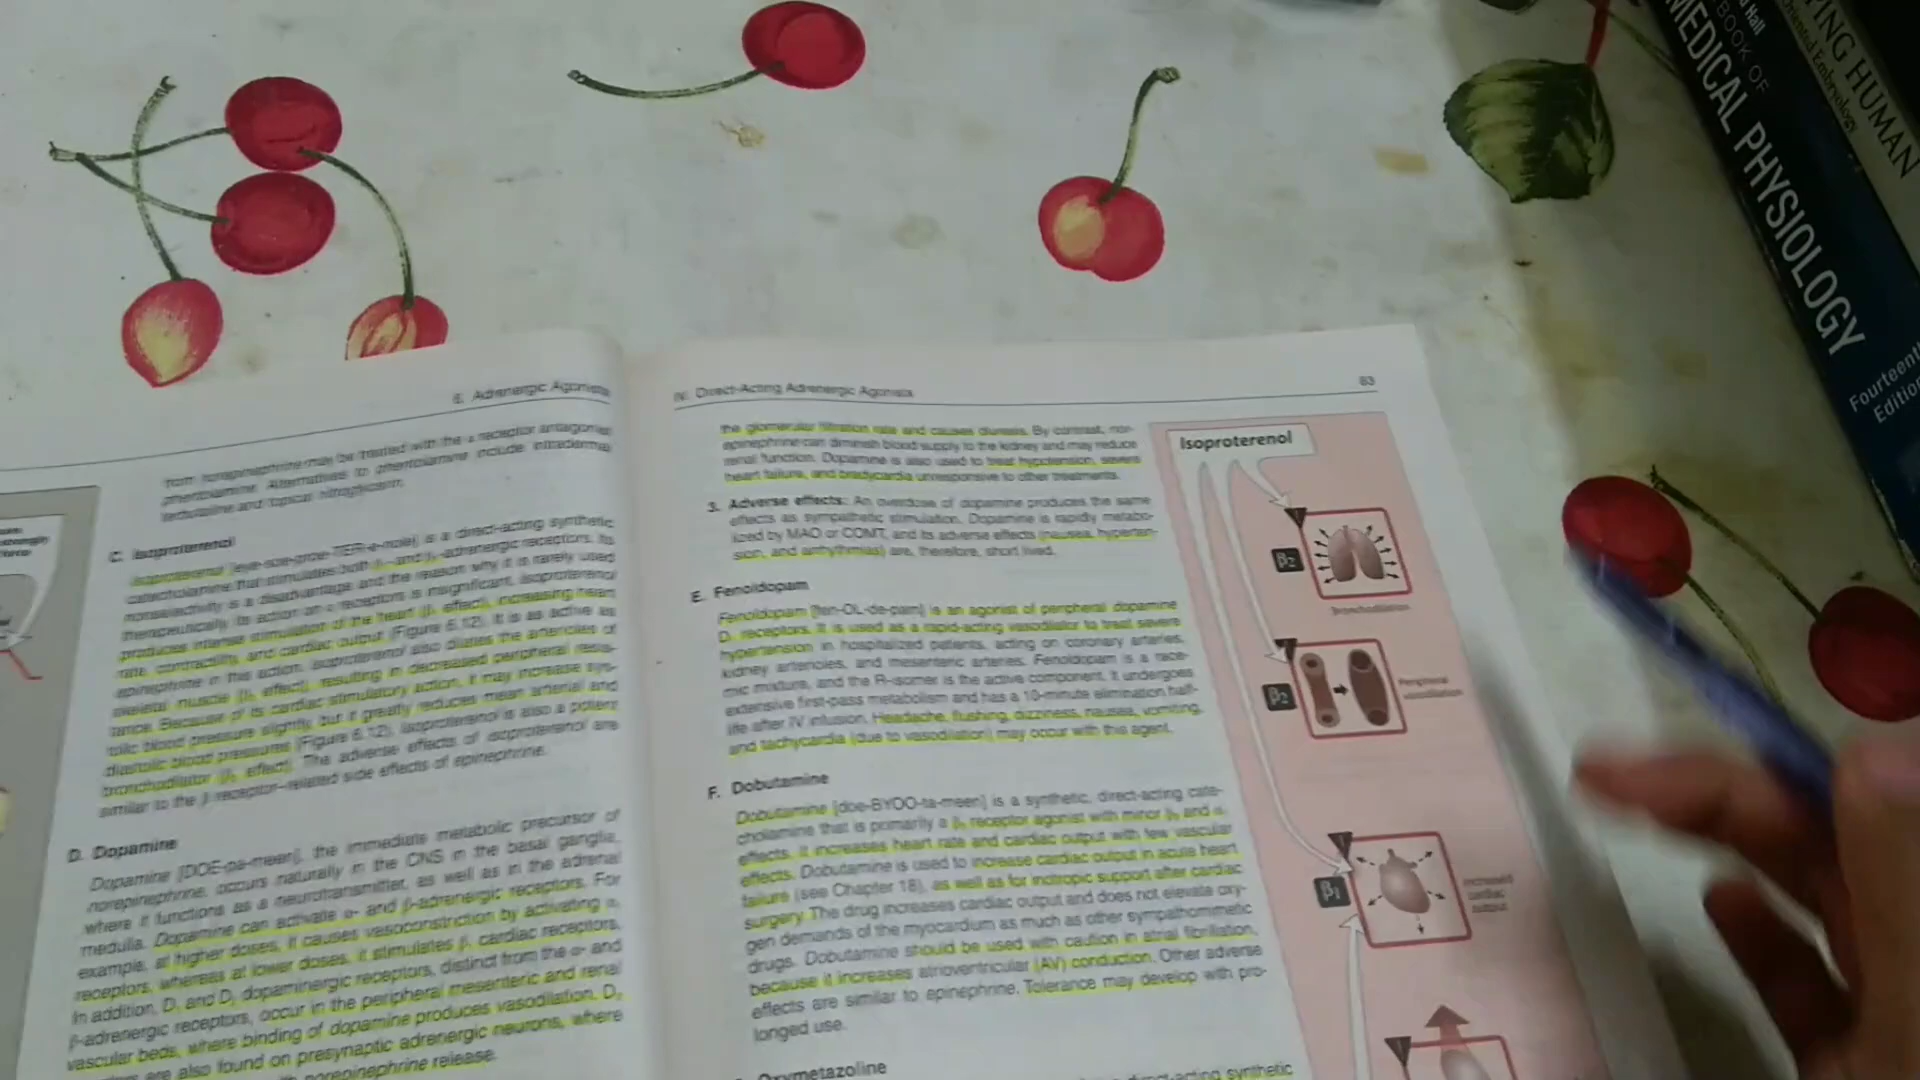 6. Adrenergic Agonists
from norepinephrine may be treated with the α receptor antagonist
phentolamine. Alternatives to phentolamine include intradermal
terbutaline and topical nitroglycerin.
C. Isoproterenol
Isoproterenol [eye-soe-proe-TER-e-nole] is a direct-acting synthetic
catecholamine that stimulates both β₁- and β₂-adrenergic receptors. Its
nonselectivity is a disadvantage and the reason why it is rarely used
therapeutically. Its action on α receptors is insignificant. Isoproterenol
produces intense stimulation of the heart (β₁ effect), increasing heart
rate, contractility, and cardiac output (Figure 6.12). It is as active as
epinephrine in this action. Isoproterenol also dilates the arterioles of
skeletal muscle (β₂ effect), resulting in decreased peripheral resis-
tance. Because of its cardiac stimulatory action, it may increase sys-
tolic blood pressure slightly, but it greatly reduces mean arterial and
diastolic blood pressures (Figure 6.12). Isoproterenol is also a potent
bronchodilator (β₂ effect). The adverse effects of isoproterenol are
similar to the β receptor–related side effects of epinephrine.
D. Dopamine
Dopamine [DOE-pa-meen], the immediate metabolic precursor of
norepinephrine, occurs naturally in the CNS in the basal ganglia,
where it functions as a neurotransmitter, as well as in the adrenal
medulla. Dopamine can activate α- and β-adrenergic receptors. For
example, at higher doses, it causes vasoconstriction by activating α₁
receptors, whereas at lower doses, it stimulates β₁ cardiac receptors.
In addition, D₁ and D₂ dopaminergic receptors, distinct from the α- and
β-adrenergic receptors, occur in the peripheral mesenteric and renal
vascular beds, where binding of dopamine produces vasodilation. D₂
are also found on presynaptic adrenergic neurons, where
norepinephrine release.
IV. Direct-Acting Adrenergic Agonists
83
the glomerular filtration rate and causes diuresis. By contrast, nor-
epinephrine can diminish blood supply to the kidney and may reduce
renal function. Dopamine is also used to treat hypotension, severe
heart failure, and bradycardia unresponsive to other treatments.
3. Adverse effects: An overdose of dopamine produces the same
effects as sympathetic stimulation. Dopamine is rapidly metabo-
lized by MAO or COMT, and its adverse effects (nausea, hyperten-
sion, and arrhythmias) are, therefore, short lived.
E. Fenoldopam
Fenoldopam [fen-OL-de-pam] is an agonist of peripheral dopamine
D₁ receptors. It is used as a rapid-acting vasodilator to treat severe
hypertension in hospitalized patients, acting on coronary arteries,
kidney arterioles, and mesenteric arteries. Fenoldopam is a race-
mic mixture, and the R-isomer is the active component. It undergoes
extensive first-pass metabolism and has a 10-minute elimination half-
life after IV infusion. Headache, flushing, dizziness, nausea, vomiting,
and tachycardia (due to vasodilation) may occur with this agent.
F. Dobutamine
Dobutamine [doe-BYOO-ta-meen] is a synthetic, direct-acting cate-
cholamine that is primarily a β₁ receptor agonist with minor β₂ and α₁
effects. It increases heart rate and cardiac output with few vascular
effects. Dobutamine is used to increase cardiac output in acute heart
failure (see Chapter 18), as well as for inotropic support after cardiac
surgery. The drug increases cardiac output and does not elevate oxy-
gen demands of the myocardium as much as other sympathomimetic
drugs. Dobutamine should be used with caution in atrial fibrillation,
because it increases atrioventricular (AV) conduction. Other adverse
effects are similar to epinephrine. Tolerance may develop with pro-
longed use.
Oxymetazoline
direct-acting synthetic
Isoproterenol
β₂
Bronchodilation
β₂
Peripheral
vasodilation
β₁
Increased
cardiac
output
Hall
BOOK OF
MEDICAL PHYSIOLOGY
Fourteenth
Edition
PING HUMAN
Oriented Embryology